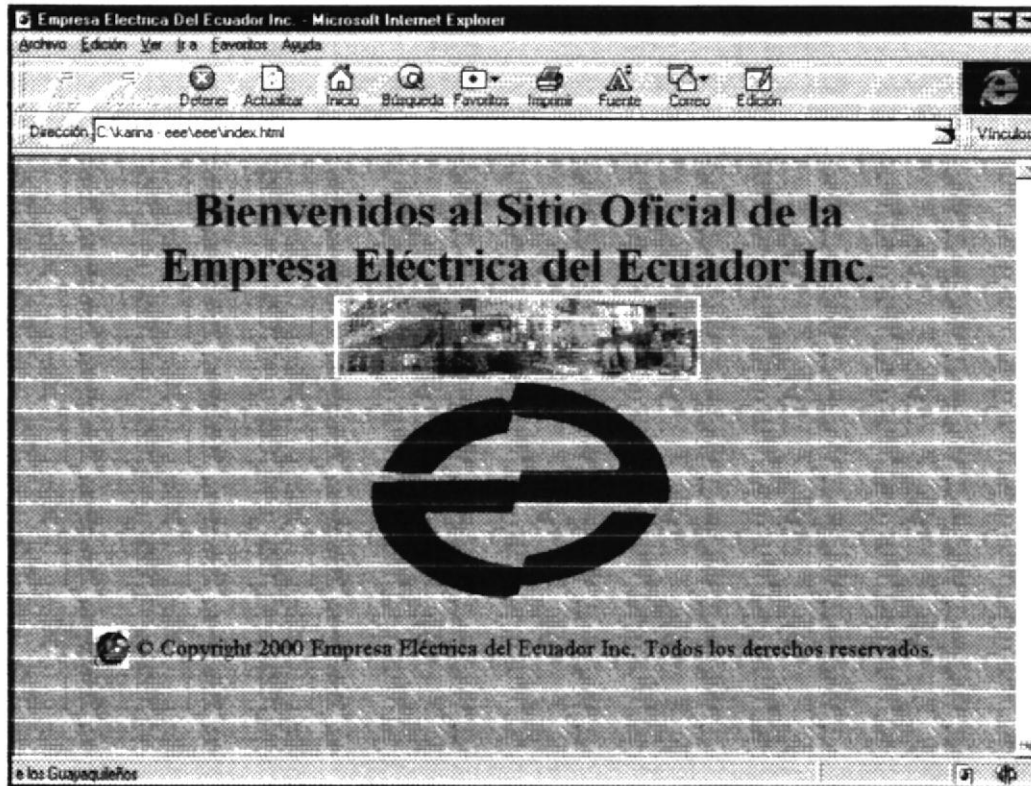 Empresa Electrica Del Ecuador Inc. - Microsoft Internet Explorer
Archivo Edición Ver Ir a Favoritos Ayuda
Detener Actualizar Inicio Búsqueda Favoritos Imprimir Fuente Correo Edición
Dirección C:\karina - eee\eee\index.html Vínculos
Bienvenidos al Sitio Oficial de la
Empresa Eléctrica del Ecuador Inc.
© Copyright 2000 Empresa Eléctrica del Ecuador Inc. Todos los derechos reservados.
e los Guayaquileños